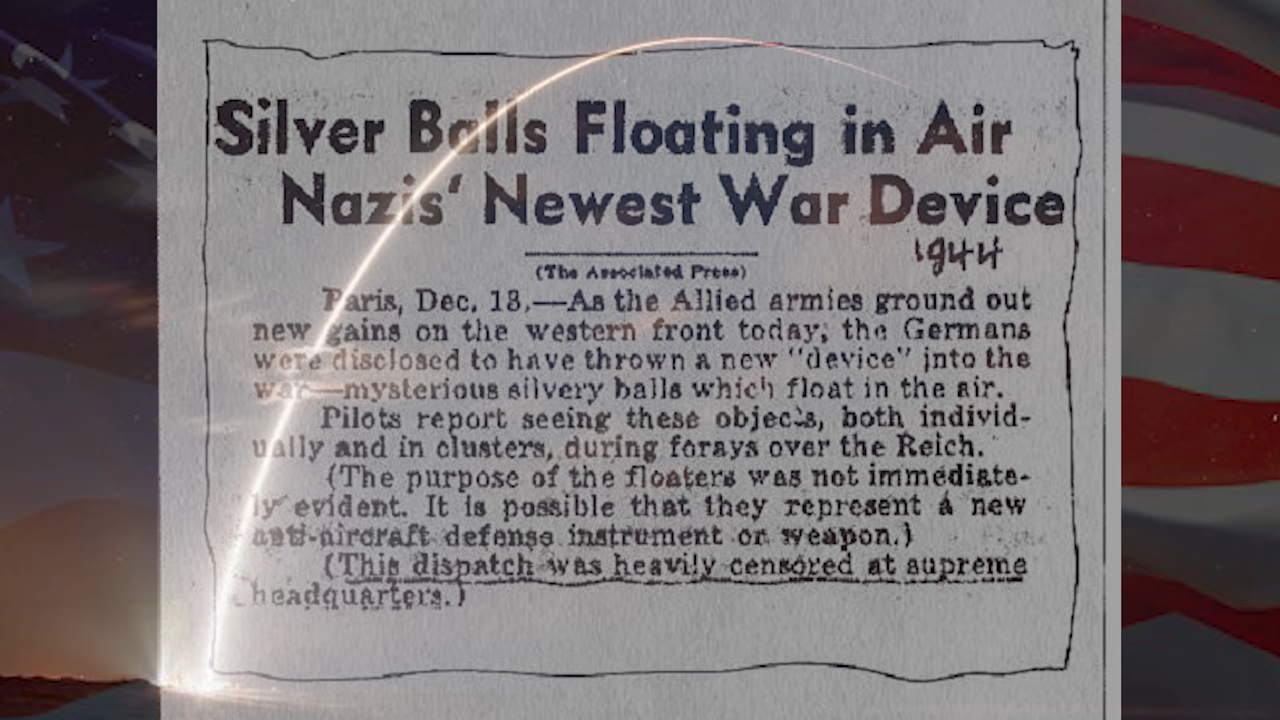 Silver Balls Floating in Air
Nazis' Newest War Device
1944
(The Associated Press)
Paris, Dec. 13,—As the Allied armies ground out
new gains on the western front today, the Germans
were disclosed to have thrown a new "device" into the
war—mysterious silvery balls which float in the air.
Pilots report seeing these objects, both individ-
ually and in clusters, during forays over the Reich.
(The purpose of the floaters was not immediate-
ly evident. It is possible that they represent a new
anti-aircraft defense instrument or weapon.)
(This dispatch was heavily censored at supreme
headquarters.)